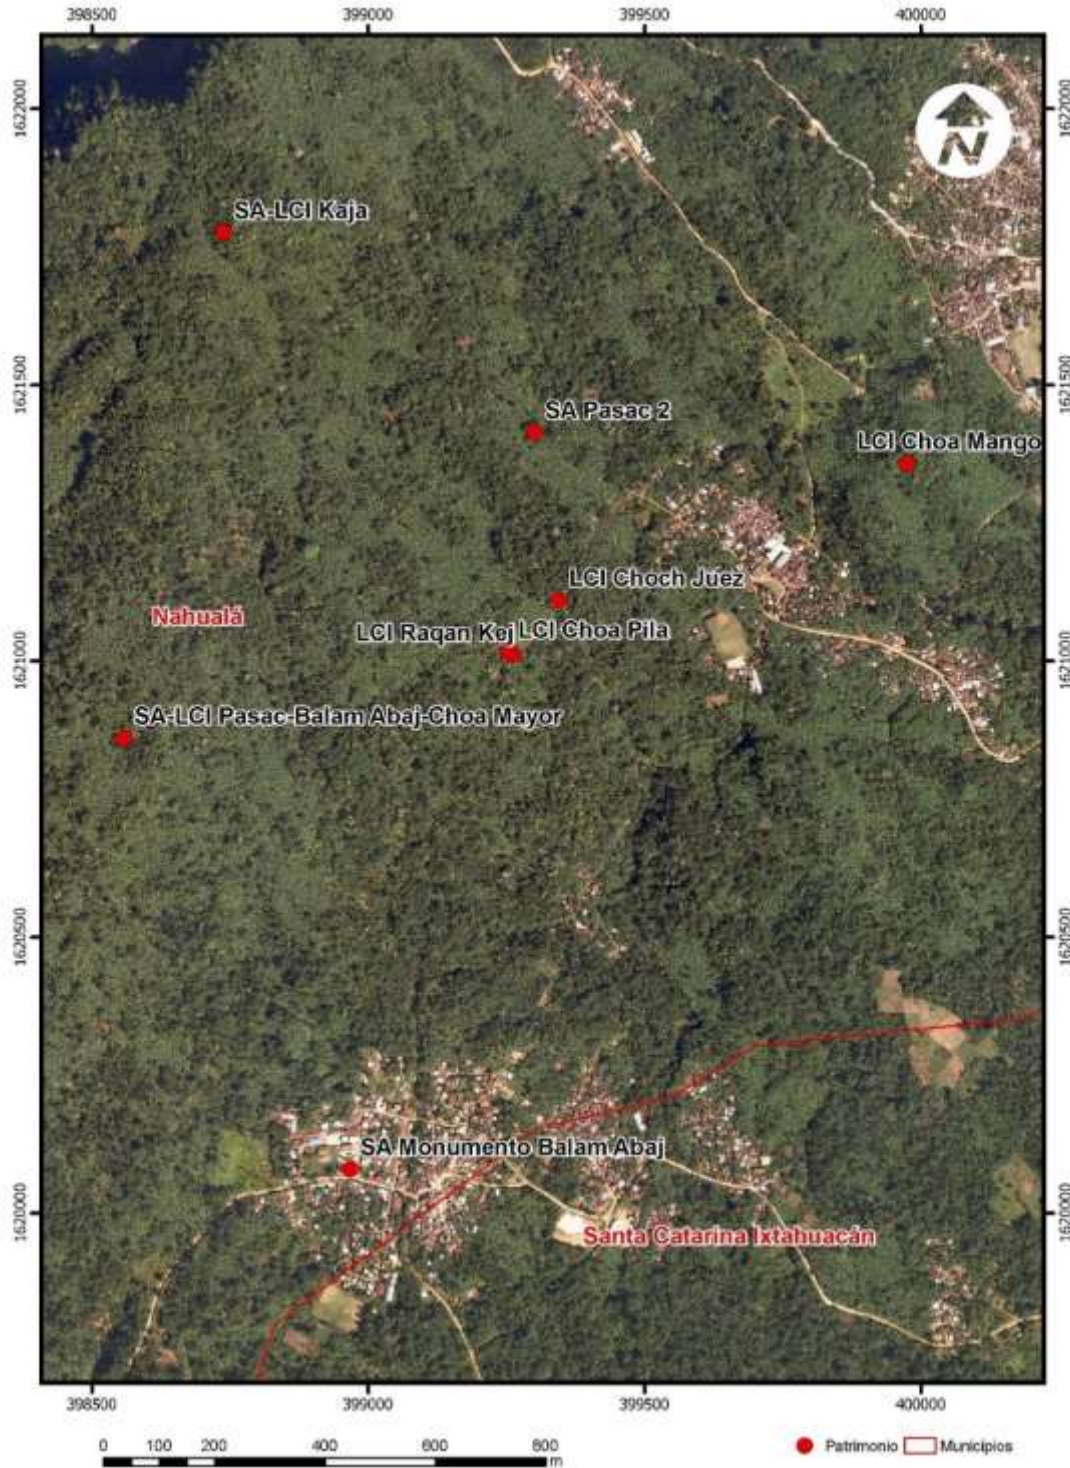 398500 399000 399500 400000
1622000 1622000
N
SA-LCI Kaja
1621500 1621500
SA Pasac 2
LCI Choa Mango
LCI Choch Juez
Nahualá
LCI Raqan Kej LCI Choa Pila
1621000 1621000
SA-LCI Pasac-Balam Abaj-Choa Mayor
1620500 1620500
SA Monumento Balam Abaj
1620000 1620000
Santa Catarina Ixtahuacán
398500 399000 399500 400000
0 100 200 400 600 800
m
Patrimonio Municipios